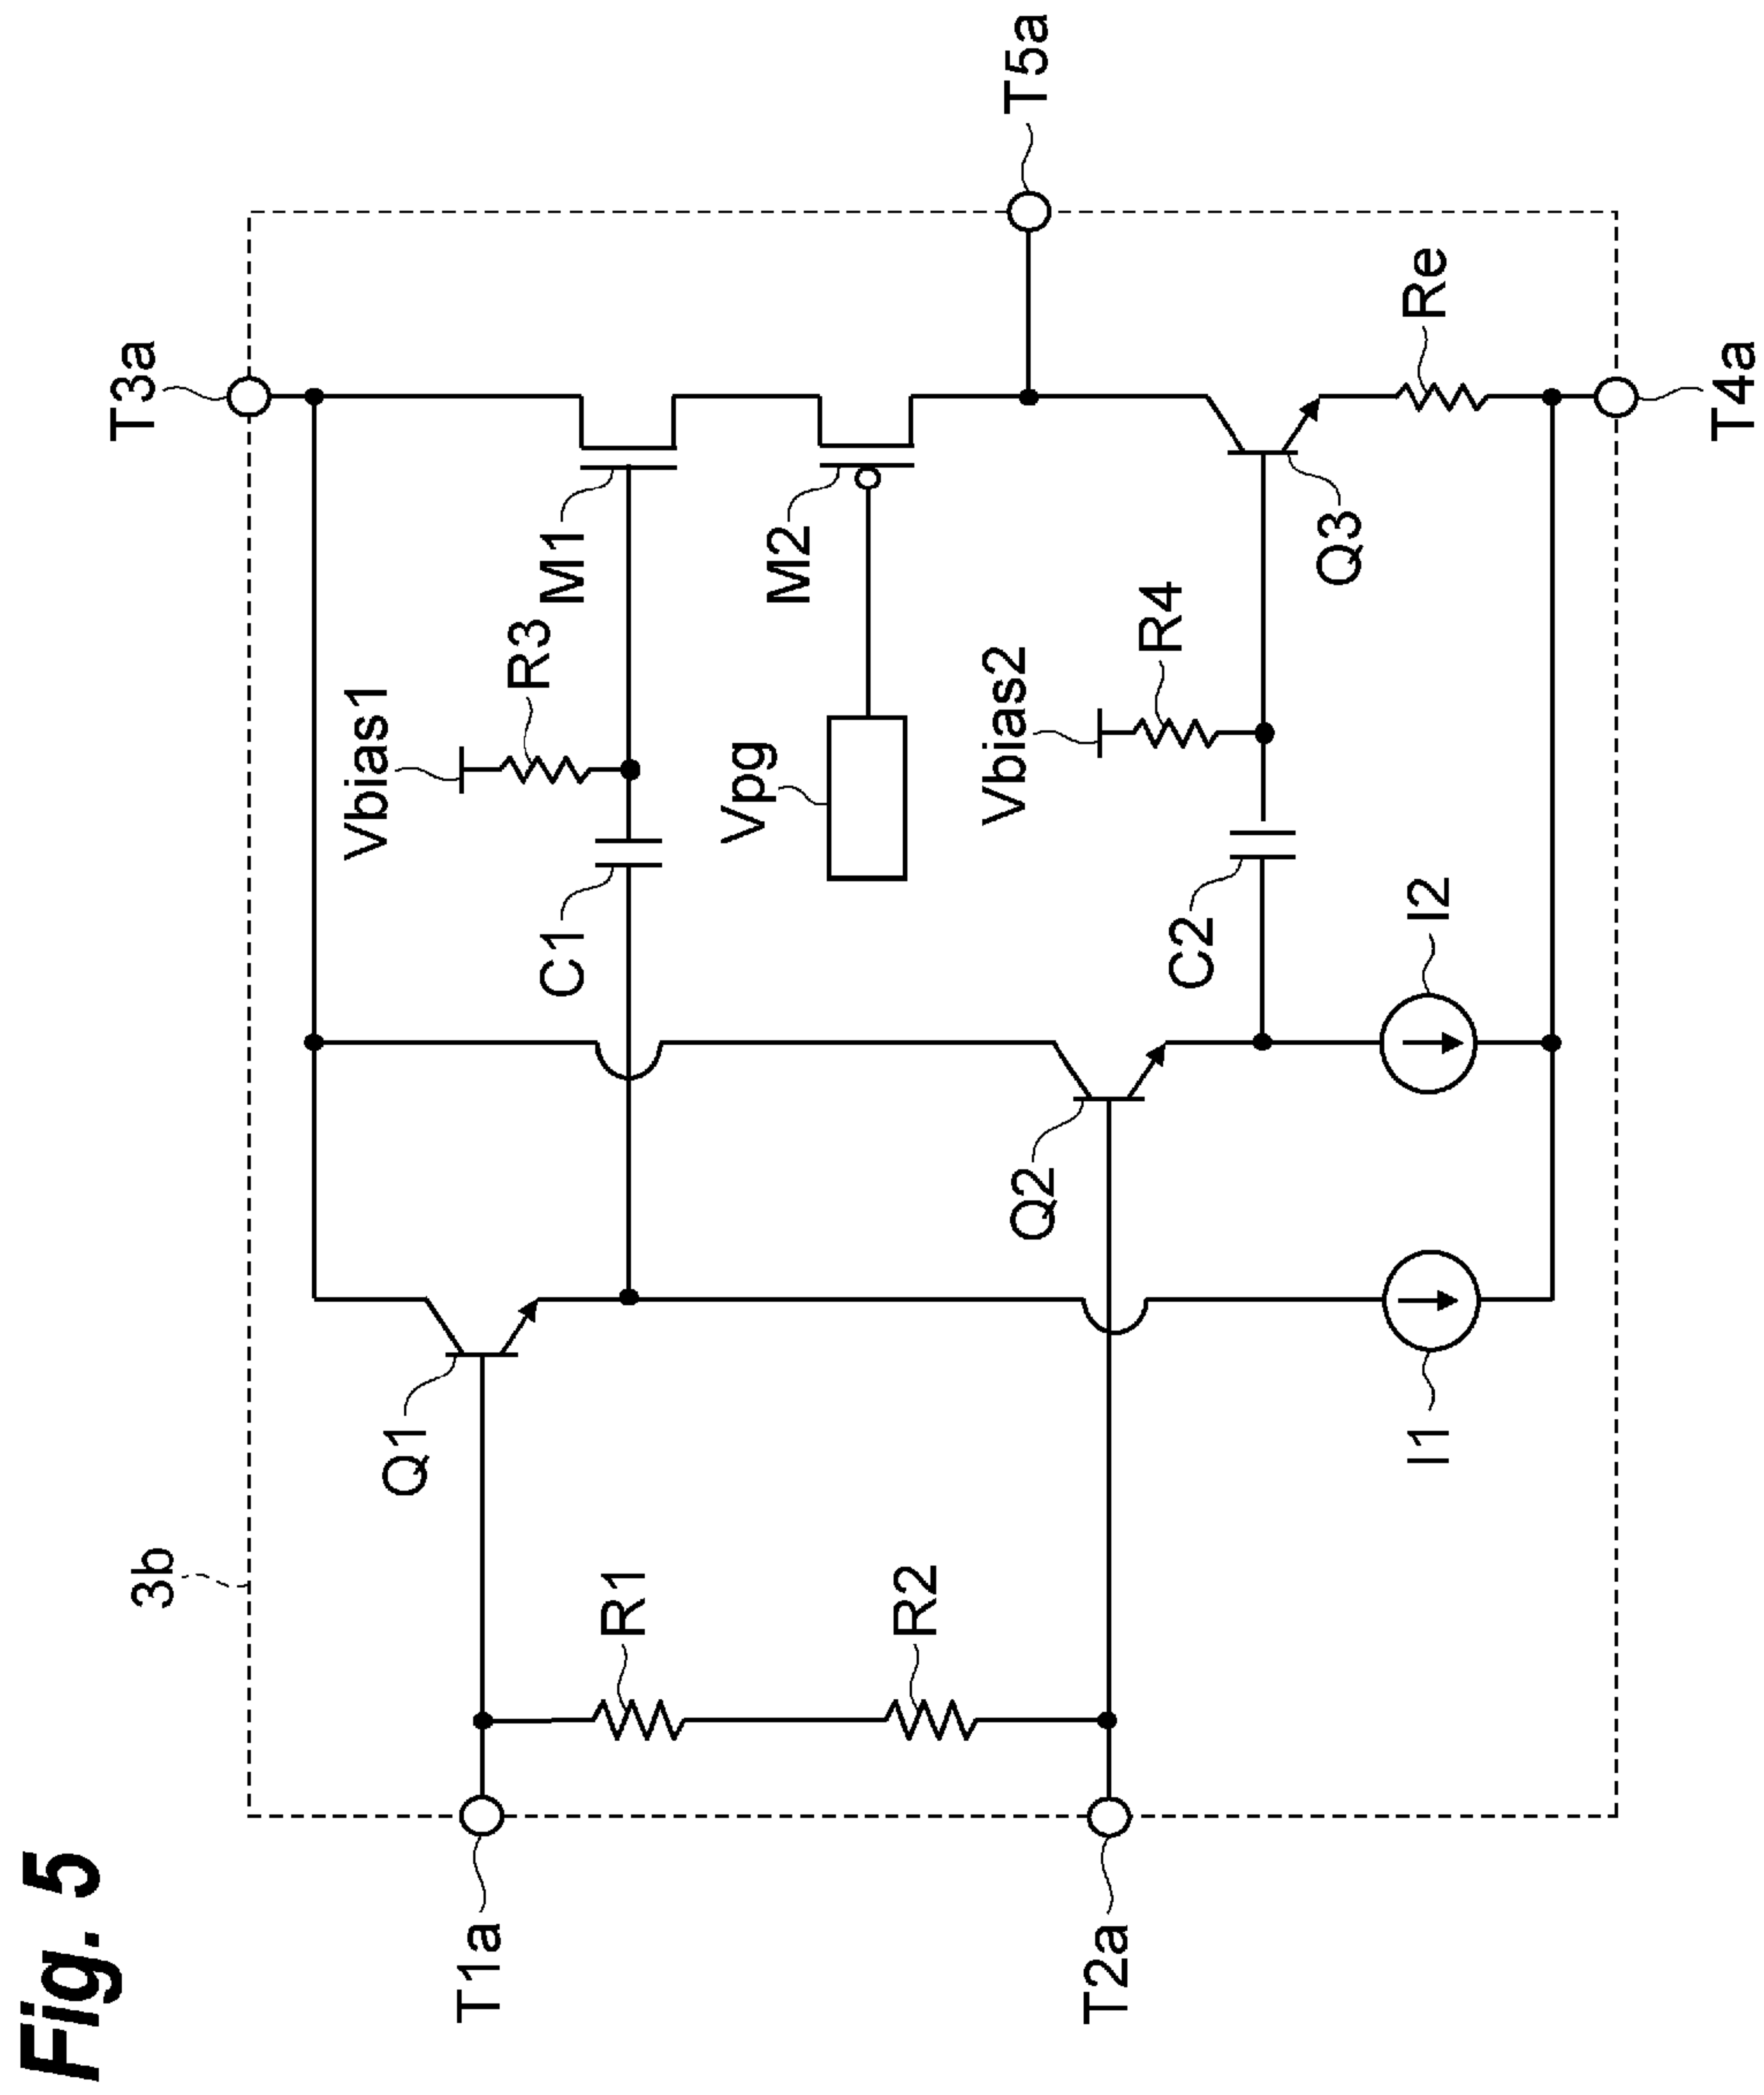 Fig. 5
3b
T3a
T1a
T2a
T4a
T5a
Q1
R1
R2
Vbias1
R3
C1
M1
Vpg
M2
Q2
Vbias2
R4
C2
Q3
I1
I2
Re